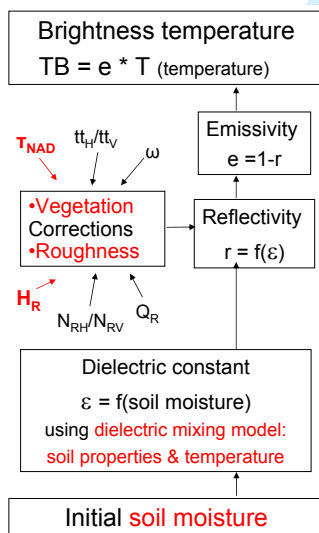 Brightness temperature
TB = e * T (temperature)
τNAD
ttH/ttV
ω
Emissivity
e =1-r
•Vegetation
Corrections
•Roughness
Reflectivity
r = f(ε)
HR
NRH/NRV
QR
Dielectric constant
ε = f(soil moisture)
using dielectric mixing model:
soil properties & temperature
Initial soil moisture